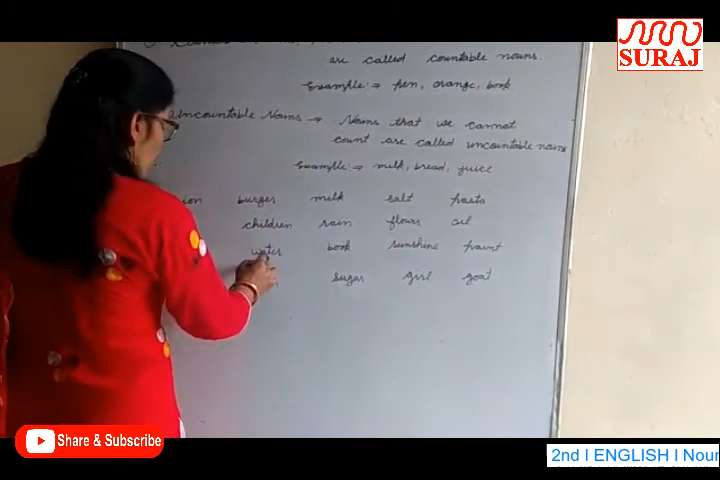 SURAJ
are called countable nouns.
Example :→ pen, orange, book
Uncountable Nouns → Nouns that we cannot
count are called uncountable nouns
Example :→ milk, bread, juice
burger milk salt pasta
children rain flower oil
water book sunshine paint
sugar girl goat
Share & Subscribe
2nd I ENGLISH I Noun